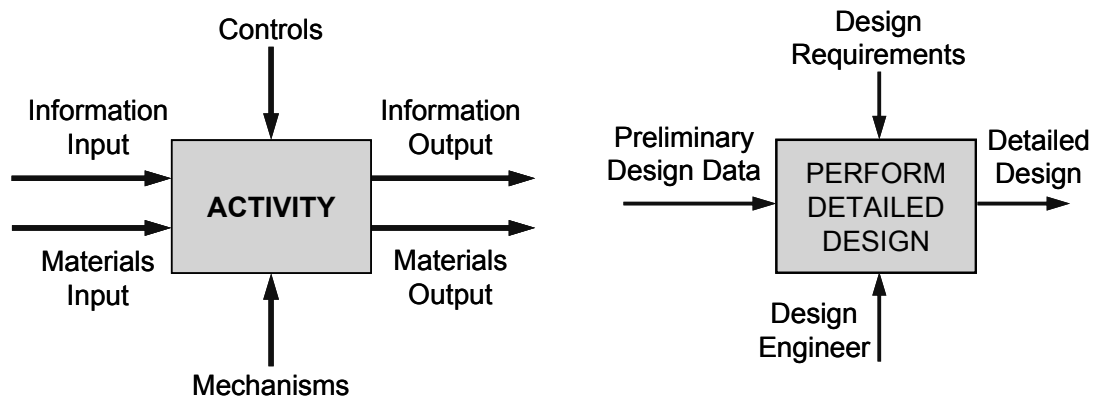 Controls
Information
Input
Information
Output
ACTIVITY
Materials
Input
Materials
Output
Mechanisms
Design
Requirements
Preliminary
Design Data
PERFORM
DETAILED
DESIGN
Detailed
Design
Design
Engineer